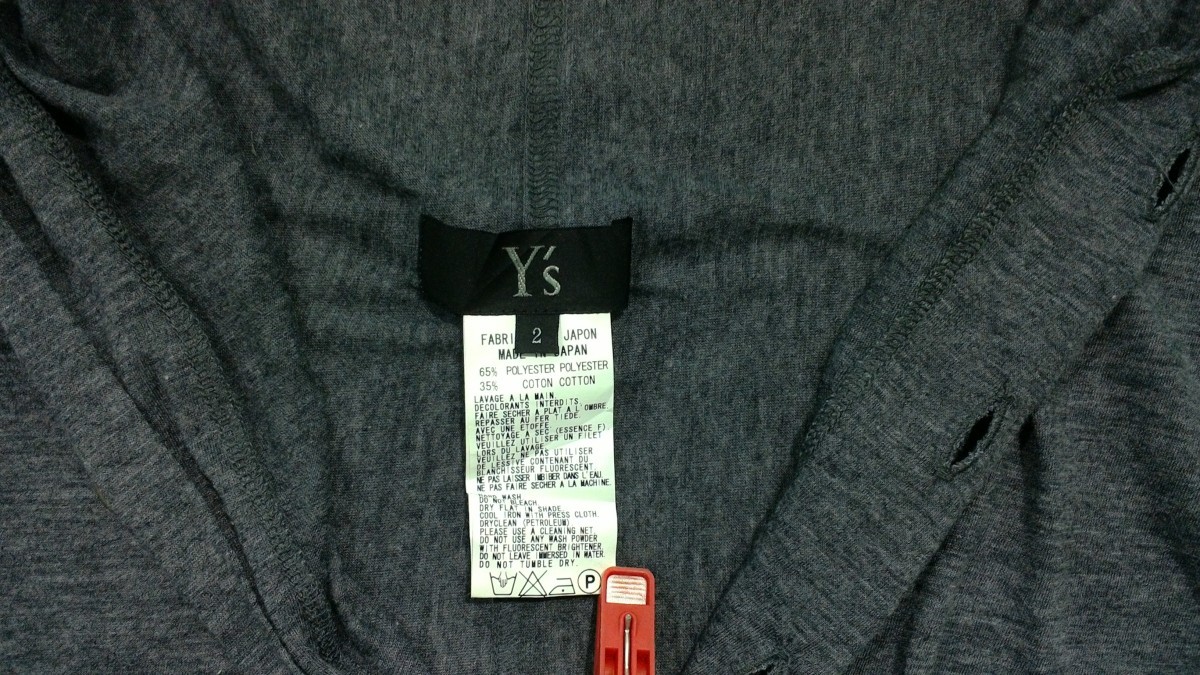 Y's
2
FABRI JAPON
MADE IN JAPAN
65% POLYESTER POLYESTER
35% COTON COTTON
LAVAGE A LA MAIN.
DECOLORANTS INTERDITS.
FAIRE SECHER A PLAT A L'OMBRE.
REPASSER AU FER TIEDE
AVEC UNE ETOFFE
NETTOYAGE A SEC (ESSENCE F)
VEUILLEZ UTILISER UN FILET
LORS DU LAVAGE
VEUILLEZ NE PAS UTILISER
DE LESSIVE CONTENANT DU
BLANCHISSEUR FLUORESCENT
NE PAS LAISSER IMBIBER DANS L'EAU.
NE PAS FAIRE SECHER A LA MACHINE.
WASH
DO NOT BLEACH
DRY FLAT IN SHADE
COOL IRON WITH PRESS CLOTH.
DRYCLEAN (PETROLEUM)
PLEASE USE A CLEANING NET
DO NOT USE ANY WASH POWDER
WITH FLUORESCENT BRIGHTENER
DO NOT LEAVE IMMERSED IN WATER
DO NOT TUMBLE DRY.
P